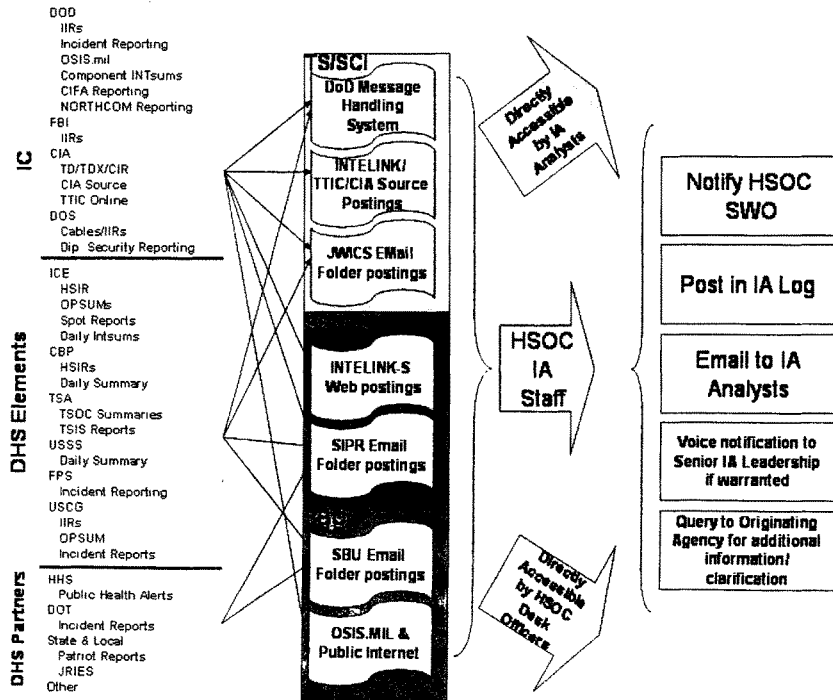 IC
DOD
IIRs
Incident Reporting
OSIS.mil
Component INTsums
CIFA Reporting
NORTHCOM Reporting
FBI
IIRs
CIA
TD/TDX/CIR
CIA Source
TTIC Online
DOS
Cables/IIRs
Dip Security Reporting
DHS Elements
ICE
HSIR
OPSUMs
Spot Reports
Daily Intsums
CBP
HSIRs
Daily Summary
TSA
TSOC Summaries
TSIS Reports
USSS
Daily Summary
FPS
Incident Reporting
USCG
IIRs
OPSUM
Incident Reports
DHS Partners
HHS
Public Health Alerts
DOT
Incident Reports
State & Local
Patriot Reports
JRIES
Other
TS/SCI
DoD Message
Handling
System
INTELINK/
TTIC/CIA Source
Postings
JWICS EMail
Folder postings
INTELINK-S
Web postings
SIPR Email
Folder postings
SBU Email
Folder postings
OSIS.MIL &
Public Internet
Directly
Accessible
by IA
Analysts
HSOC
IA
Staff
Directly
Accessible
by HSOC
Desk
Officers
Notify HSOC
SWO
Post in IA Log
Email to IA
Analysts
Voice notification to
Senior IA Leadership
if warranted
Query to Originating
Agency for additional
information/
clarification